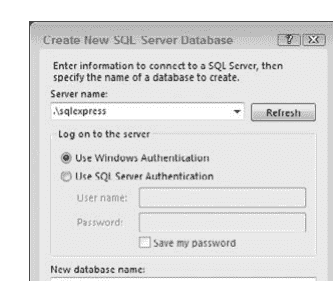 Create New SQL Server Database
Enter information to connect to a SQL Server, then
specify the name of a database to create.
Server name:
.\sqlexpress
Refresh
Log on to the server
Use Windows Authentication
Use SQL Server Authentication
User name:
Password:
Save my password
New database name: